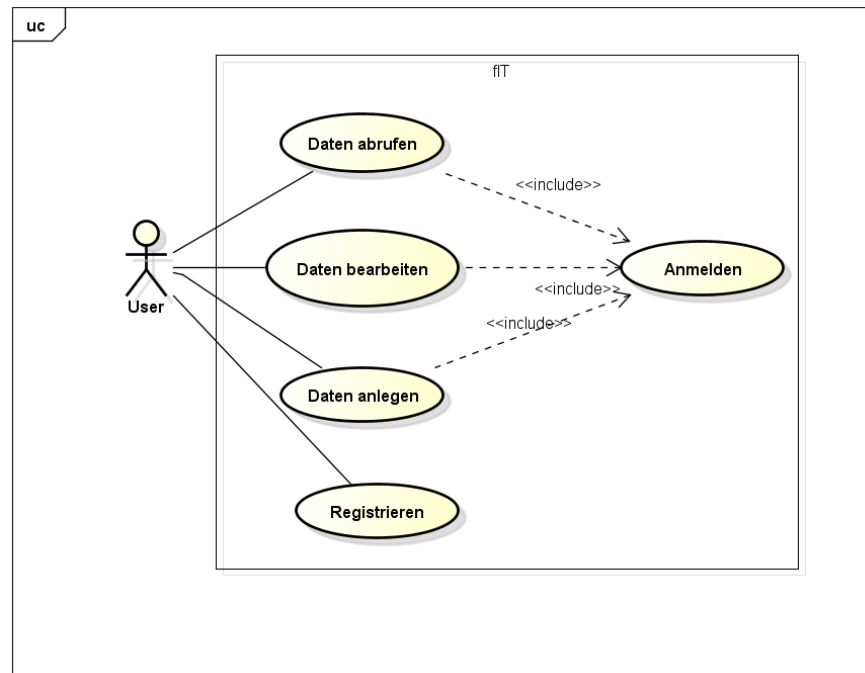 uc
fIT
Daten abrufen
<<include>>
Daten bearbeiten
Anmelden
<<include>>
User
<<include>>
Daten anlegen
Registrieren